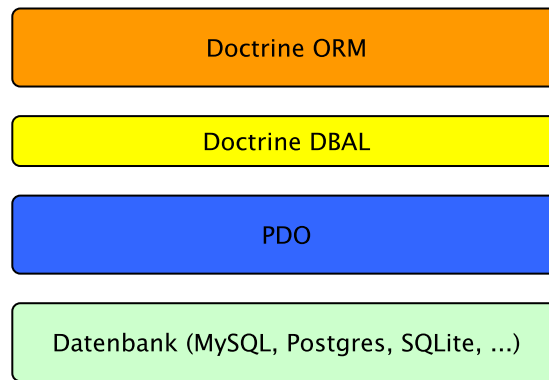 Doctrine ORM
Doctrine DBAL
PDO
Datenbank (MySQL, Postgres, SQLite, ...)